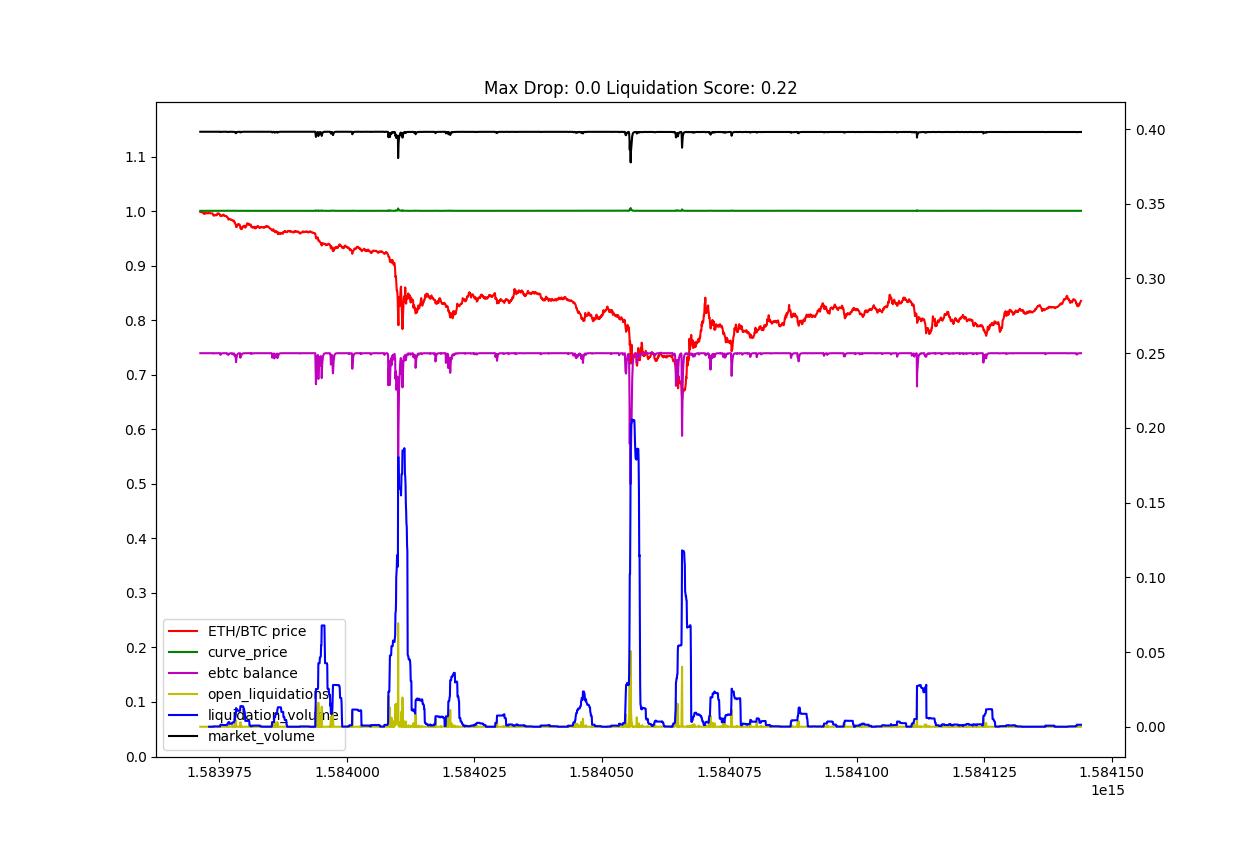 Max Drop: 0.0 Liquidation Score: 0.22
1.1
1.0
0.9
0.8
0.7
0.6
0.5
0.4
0.3
0.2
0.1
0.0
0.40
0.35
0.30
0.25
0.20
0.15
0.10
0.05
0.00
ETH/BTC price
curve_price
ebtc balance
open_liquidations
liquidation_volume
market_volume
1.583975 1.584000 1.584025 1.584050 1.584075 1.584100 1.584125 1.584150
1e15